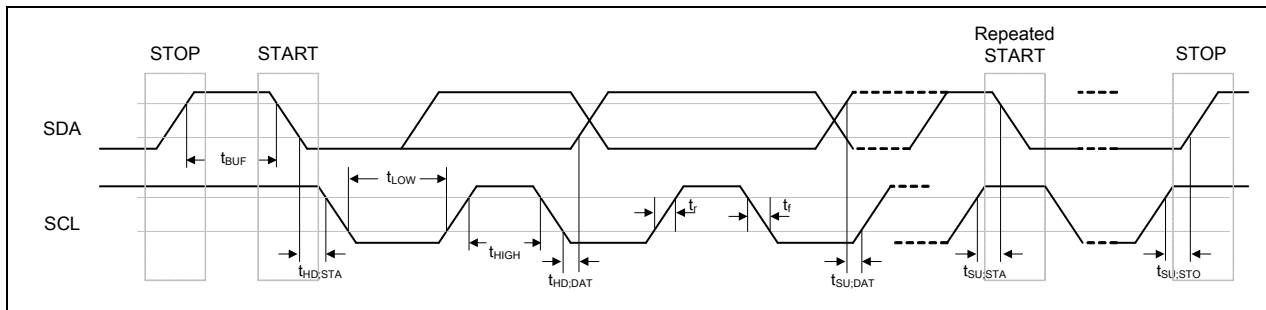 STOP
START
Repeated
START
STOP
SDA
tBUF
tLOW
SCL
tr
tf
tHD;STA
tHIGH
tHD;DAT
tSU;DAT
tSU;STA
tSU;STO